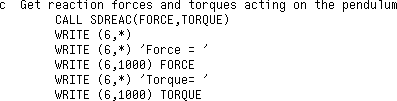 c  Get reaction forces and torques acting on the pendulum
        CALL SDREAC(FORCE,TORQUE)
        WRITE (6,*)
        WRITE (6,*) 'Force = '
        WRITE (6,1000) FORCE
        WRITE (6,*) 'Torque= '
        WRITE (6,1000) TORQUE